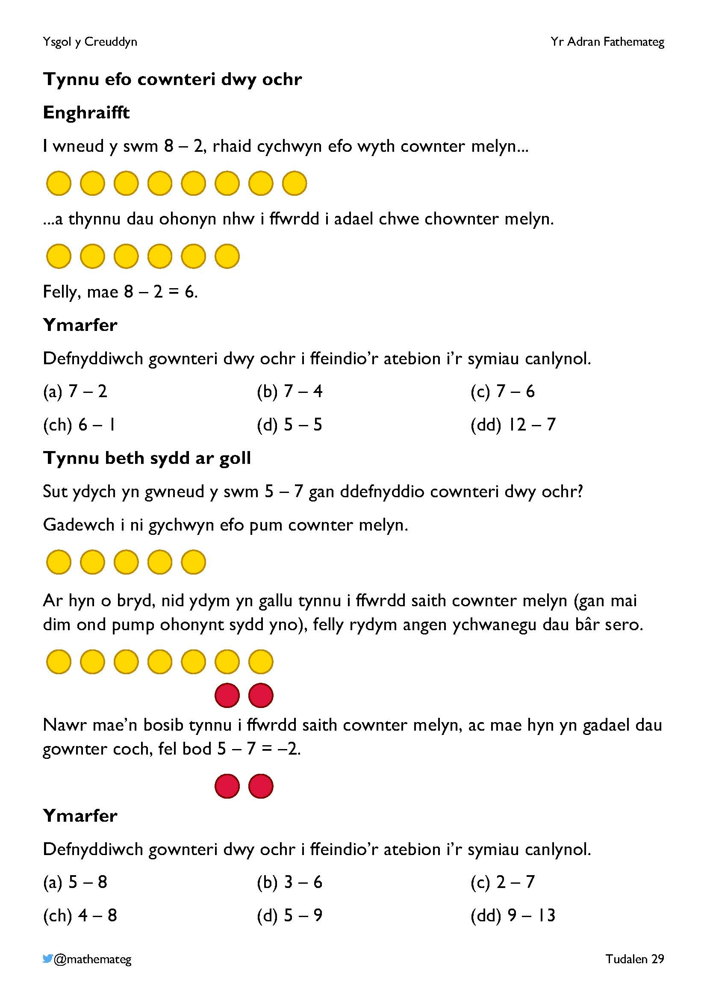 Ysgol y Creuddyn
Yr Adran Fathemateg
Tynnu efo cownteri dwy ochr
Enghraifft
I wneud y swm 8 – 2, rhaid cychwyn efo wyth cownter melyn...
...a thynnu dau ohonyn nhw i ffwrdd i adael chwe chownter melyn.
Felly, mae 8 – 2 = 6.
Ymarfer
Defnyddiwch gownteri dwy ochr i ffeindio’r atebion i’r symiau canlynol.
(a) 7 – 2 (b) 7 – 4 (c) 7 – 6
(ch) 6 – 1 (d) 5 – 5 (dd) 12 – 7
Tynnu beth sydd ar goll
Sut ydych yn gwneud y swm 5 – 7 gan ddefnyddio cownteri dwy ochr?
Gadewch i ni gychwyn efo pum cownter melyn.
Ar hyn o bryd, nid ydym yn gallu tynnu i ffwrdd saith cownter melyn (gan mai
dim ond pump ohonynt sydd yno), felly rydym angen ychwanegu dau bâr sero.
Nawr mae’n bosib tynnu i ffwrdd saith cownter melyn, ac mae hyn yn gadael dau
gownter coch, fel bod 5 – 7 = –2.
Ymarfer
Defnyddiwch gownteri dwy ochr i ffeindio’r atebion i’r symiau canlynol.
(a) 5 – 8 (b) 3 – 6 (c) 2 – 7
(ch) 4 – 8 (d) 5 – 9 (dd) 9 – 13
@mathemateg
Tudalen 29